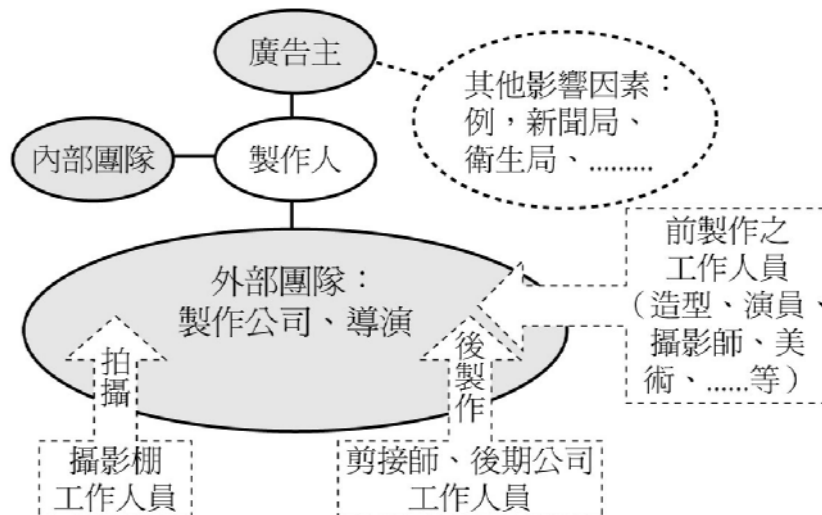 廣告主
其他影響因素：
例，新聞局、
衛生局、………
內部團隊
製作人
外部團隊：
製作公司、導演
前製作之
工作人員
（造型、演員、
攝影師、美
術、……等）
拍攝
後製作
攝影棚
工作人員
剪接師、後期公司
工作人員